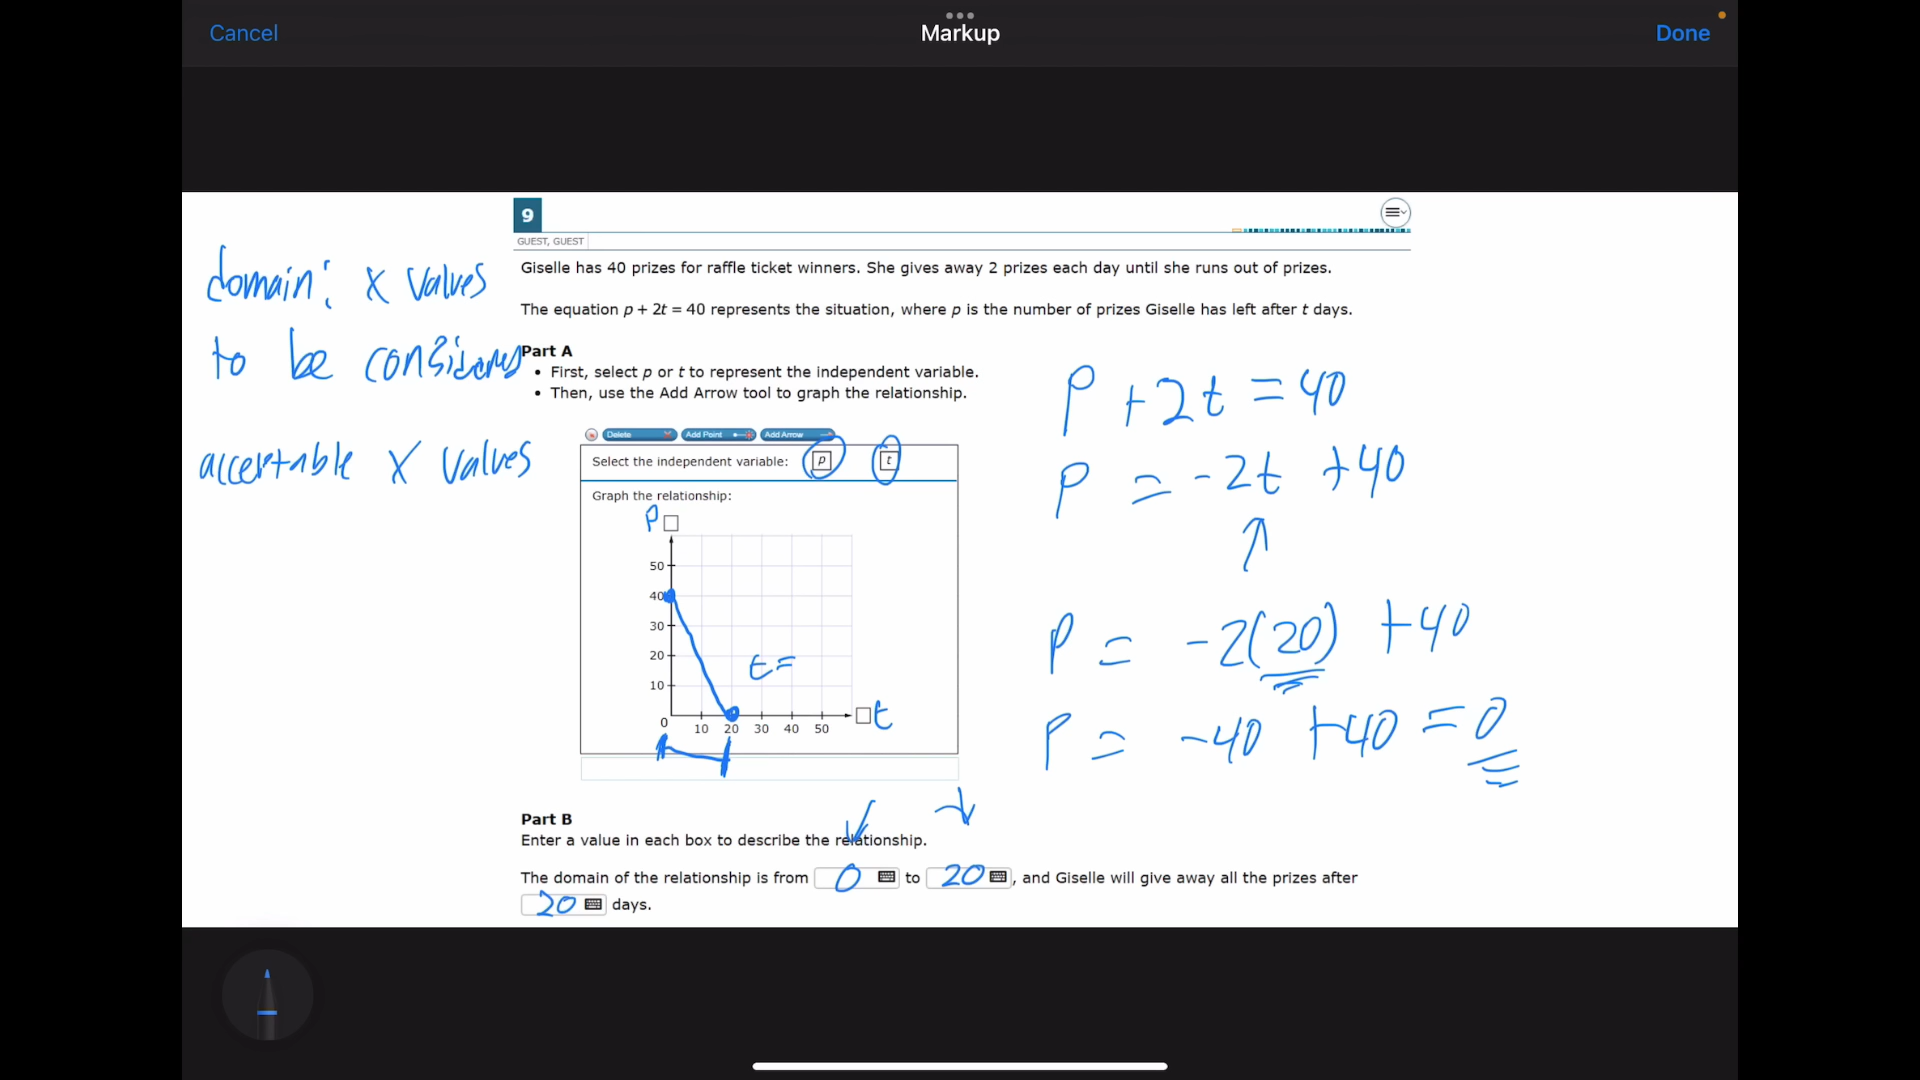 Cancel
Markup
Done
9
GUEST, GUEST
Giselle has 40 prizes for raffle ticket winners. She gives away 2 prizes each day until she runs out of prizes.
The equation p + 2t = 40 represents the situation, where p is the number of prizes Giselle has left after t days.
domain: x values
to be considered
acceptable x values
Part A
• First, select p or t to represent the independent variable.
• Then, use the Add Arrow tool to graph the relationship.
Delete Add Point Add Arrow
Select the independent variable: p t
Graph the relationship:
P
50
40
30
20
10
0
10 20 30 40 50
t
t =
P + 2t = 40
P = -2t + 40
P = -2(20) + 40
P = -40 + 40 = 0
Part B
Enter a value in each box to describe the relationship.
The domain of the relationship is from 0 to 20, and Giselle will give away all the prizes after
20 days.